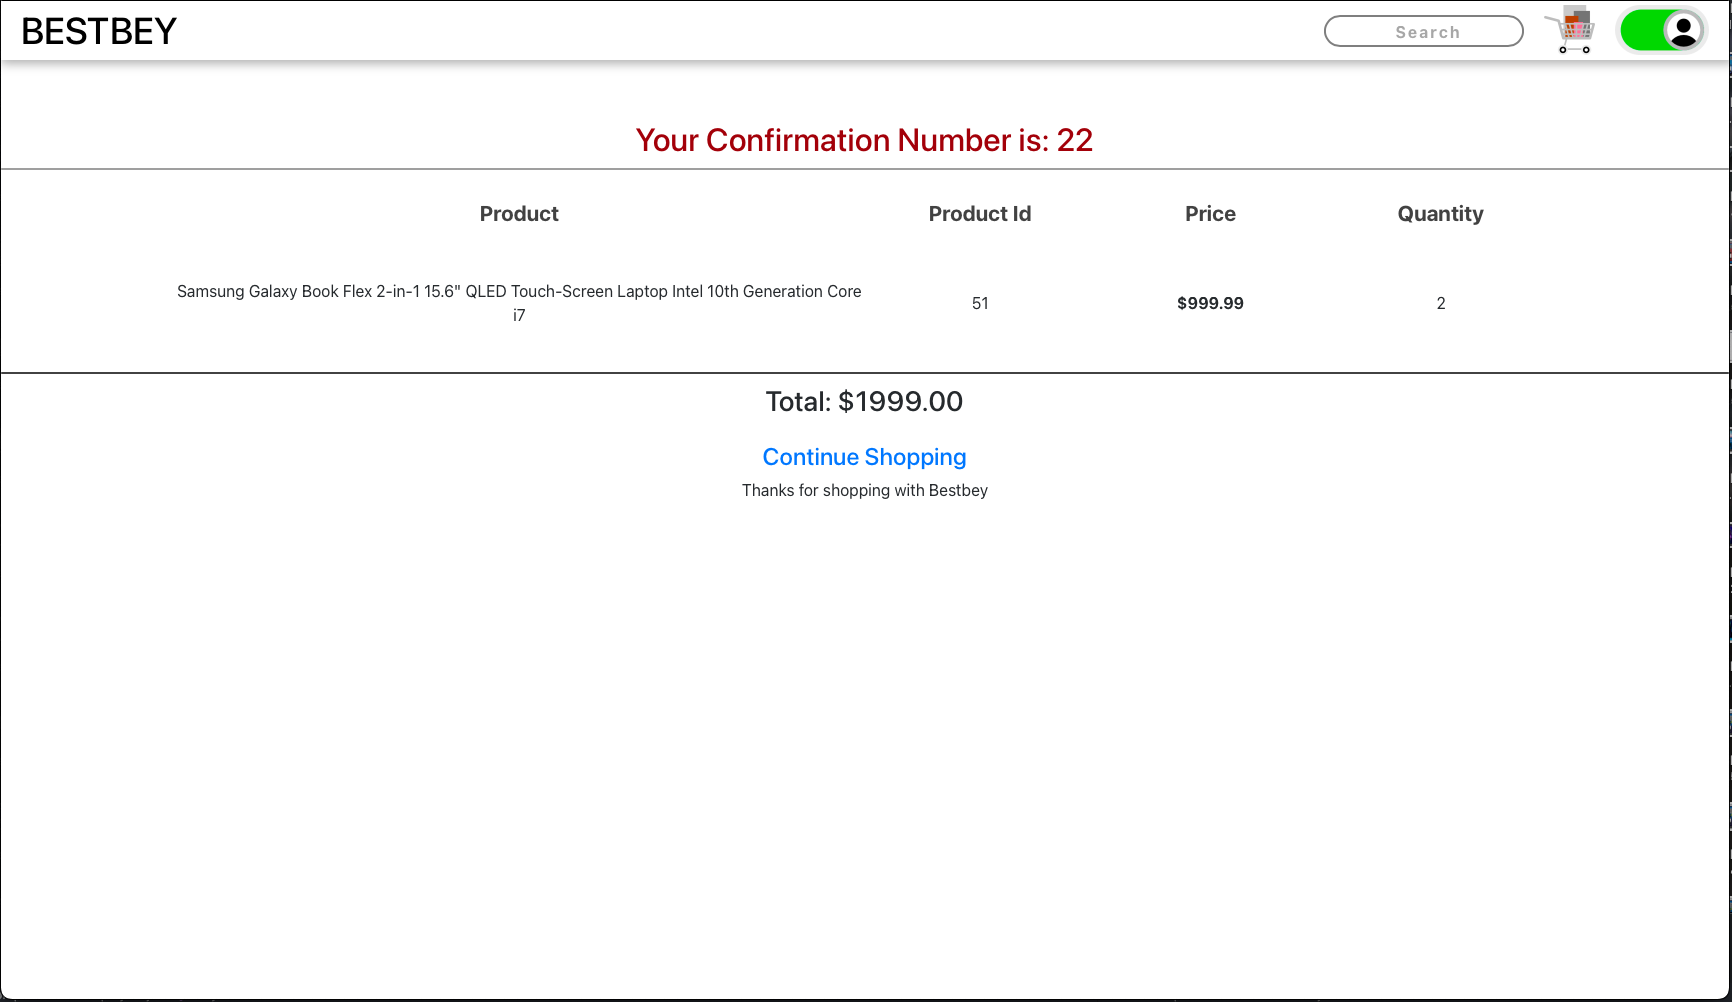 BESTBEY
Search
Your Confirmation Number is: 22
Product Product Id Price Quantity
Samsung Galaxy Book Flex 2-in-1 15.6" QLED Touch-Screen Laptop Intel 10th Generation Core
i7
51 $999.99 2
Total: $1999.00
Continue Shopping
Thanks for shopping with Bestbey